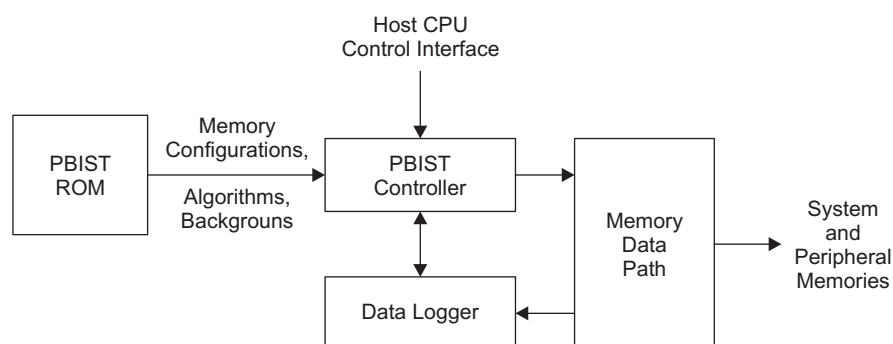 Host CPU
Control Interface
PBIST
ROM
Memory
Configurations,
Algorithms,
Backgrouns
PBIST
Controller
Memory
Data
Path
System
and
Peripheral
Memories
Data Logger